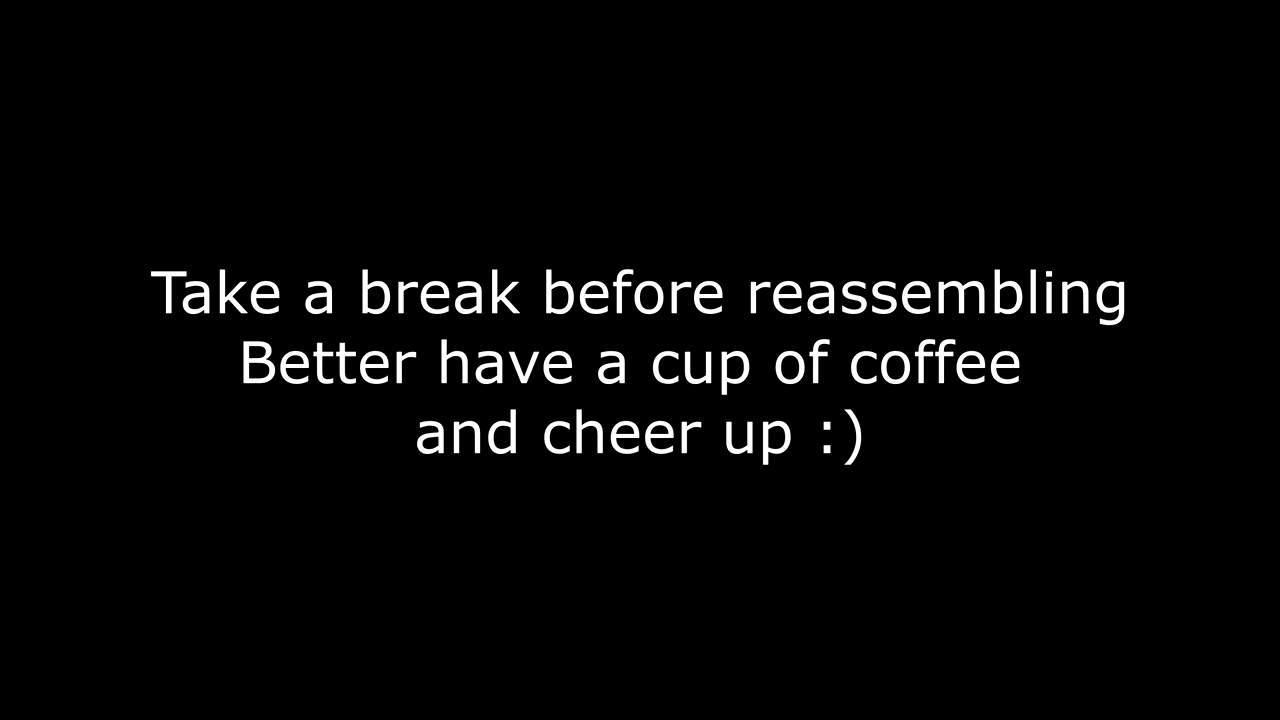 Take a break before reassembling
Better have a cup of coffee
and cheer up :)